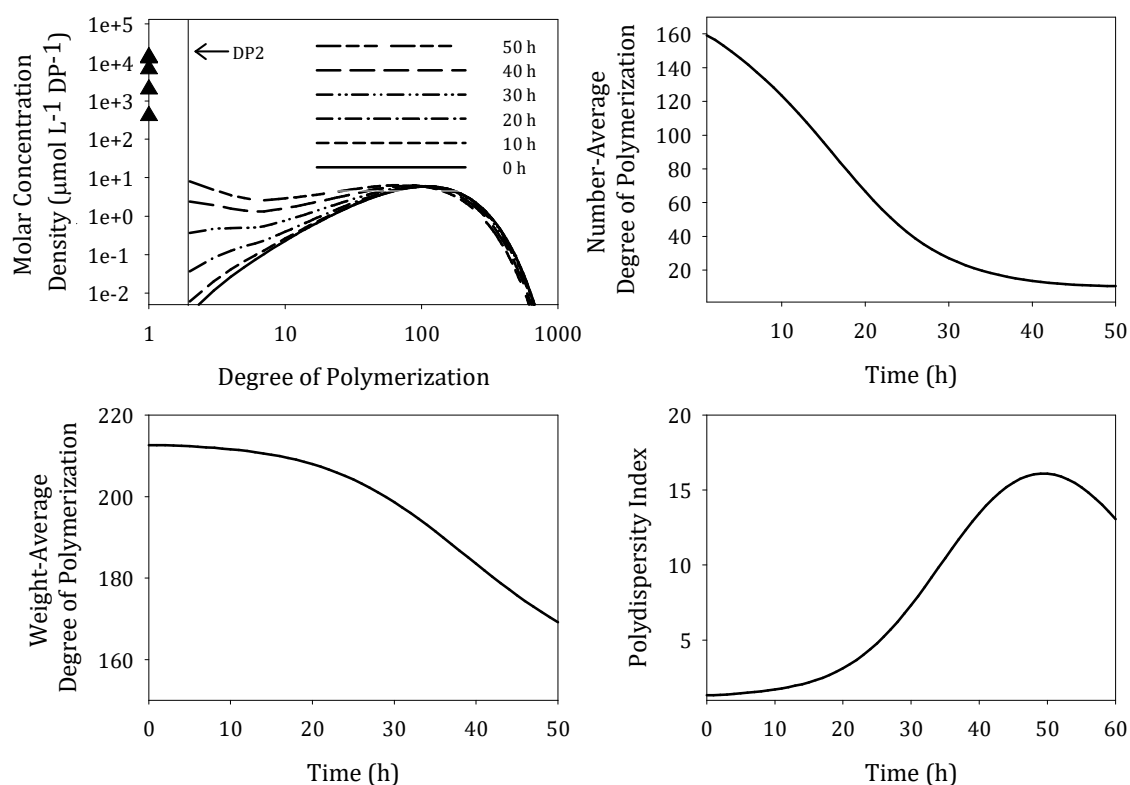 Molar Concentration
Density (µmol L-1 DP-1)
1e+5
1e+4
1e+3
1e+2
1e+1
1e+0
1e-1
1e-2
DP2
50 h
40 h
30 h
20 h
10 h
0 h
1
10
100
1000
Degree of Polymerization
Number-Average
Degree of Polymerization
160
140
120
100
80
60
40
20
10
20
30
40
50
Time (h)
Weight-Average
Degree of Polymerization
220
200
180
160
0
10
20
30
40
50
Time (h)
Polydispersity Index
20
15
10
5
0
10
20
30
40
50
60
Time (h)